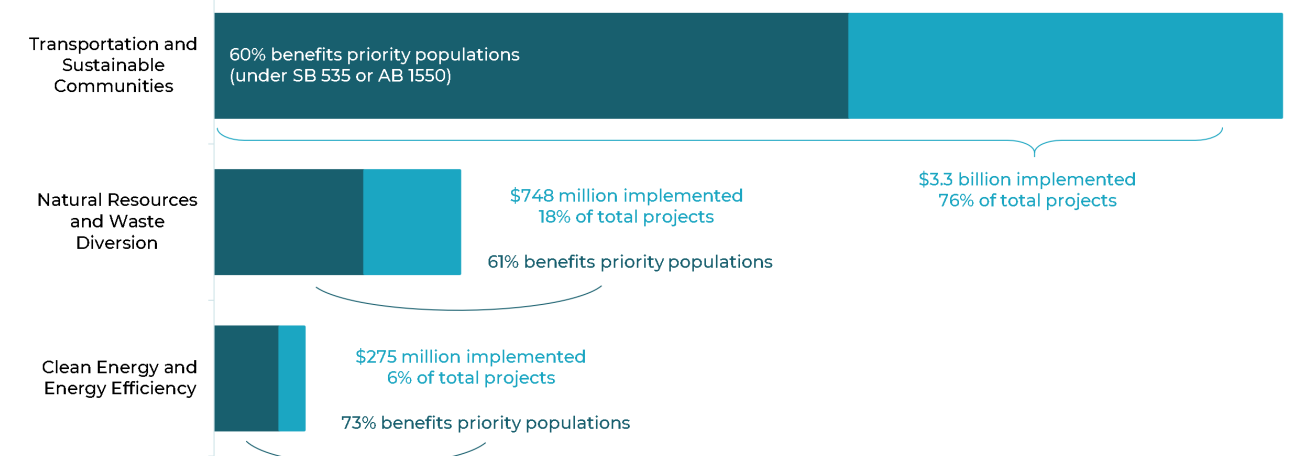 Transportation and
Sustainable
Communities
60% benefits priority populations
(under SB 535 or AB 1550)
$3.3 billion implemented
76% of total projects
Natural Resources
and Waste
Diversion
$748 million implemented
18% of total projects
61% benefits priority populations
Clean Energy and
Energy Efficiency
$275 million implemented
6% of total projects
73% benefits priority populations